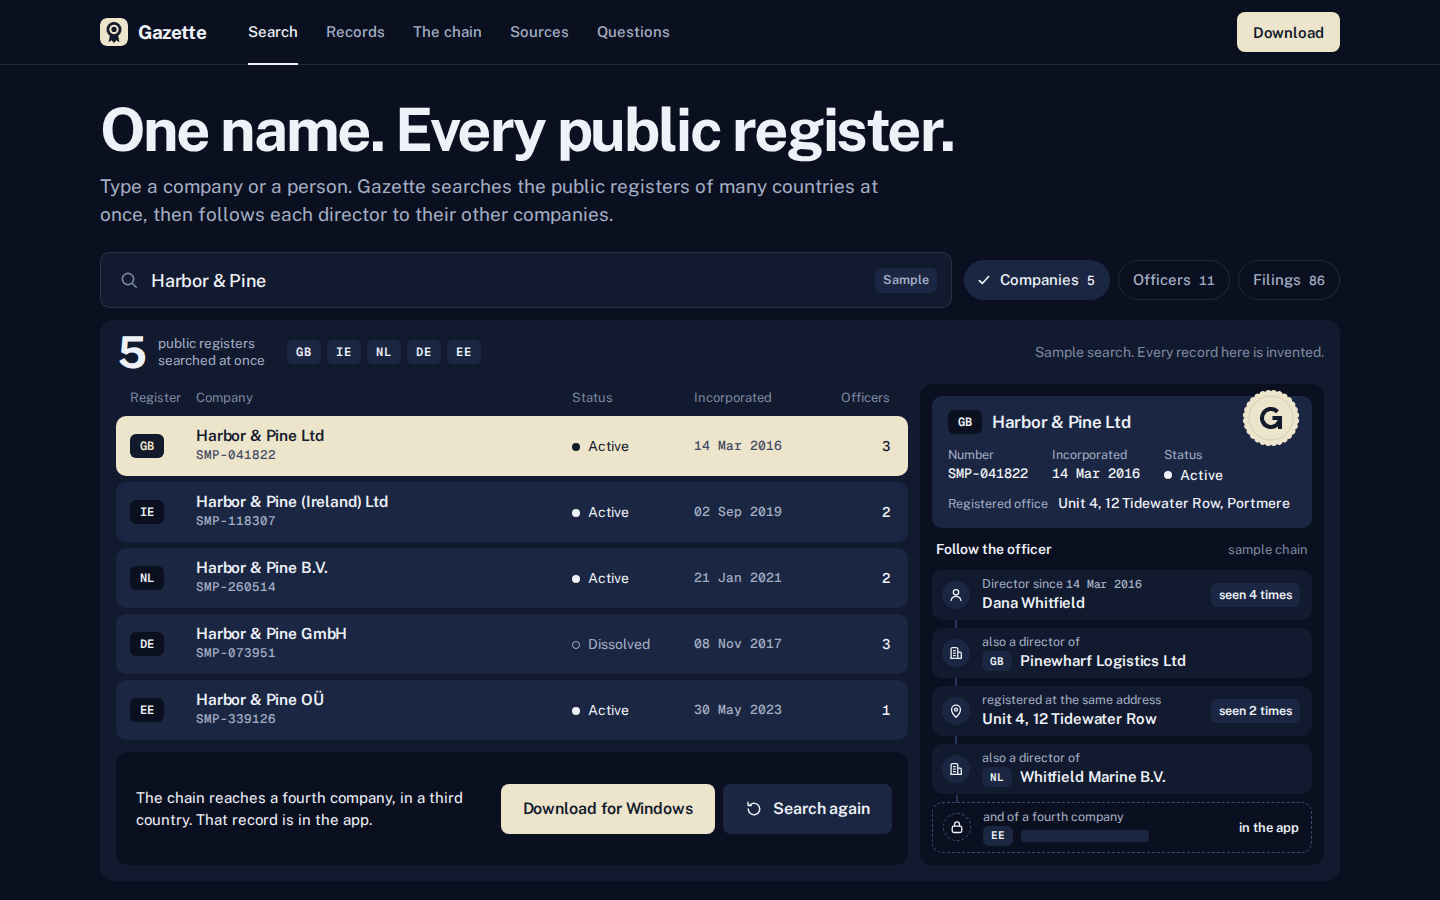 Gazette
Search
Records
The chain
Sources
Questions
Download
One name. Every public register.
Type a company or a person. Gazette searches the public registers of many countries at
once, then follows each director to their other companies.
Harbor & Pine
Sample
Companies 5
Officers 11
Filings 86
5
public registers
searched at once
GB
IE
NL
DE
EE
Sample search. Every record here is invented.
Register
Company
Status
Incorporated
Officers
GB
Harbor & Pine Ltd
SMP-041822
Active
14 Mar 2016
3
IE
Harbor & Pine (Ireland) Ltd
SMP-118307
Active
02 Sep 2019
2
NL
Harbor & Pine B.V.
SMP-260514
Active
21 Jan 2021
2
DE
Harbor & Pine GmbH
SMP-073951
Dissolved
08 Nov 2017
3
EE
Harbor & Pine OÜ
SMP-339126
Active
30 May 2023
1
The chain reaches a fourth company, in a third
country. That record is in the app.
Download for Windows
Search again
GB
Harbor & Pine Ltd
G
Number
SMP-041822
Incorporated
14 Mar 2016
Status
Active
Registered office Unit 4, 12 Tidewater Row, Portmere
Follow the officer
sample chain
Director since 14 Mar 2016
Dana Whitfield
seen 4 times
also a director of
GB Pinewharf Logistics Ltd
registered at the same address
Unit 4, 12 Tidewater Row
seen 2 times
also a director of
NL Whitfield Marine B.V.
and of a fourth company
EE
in the app